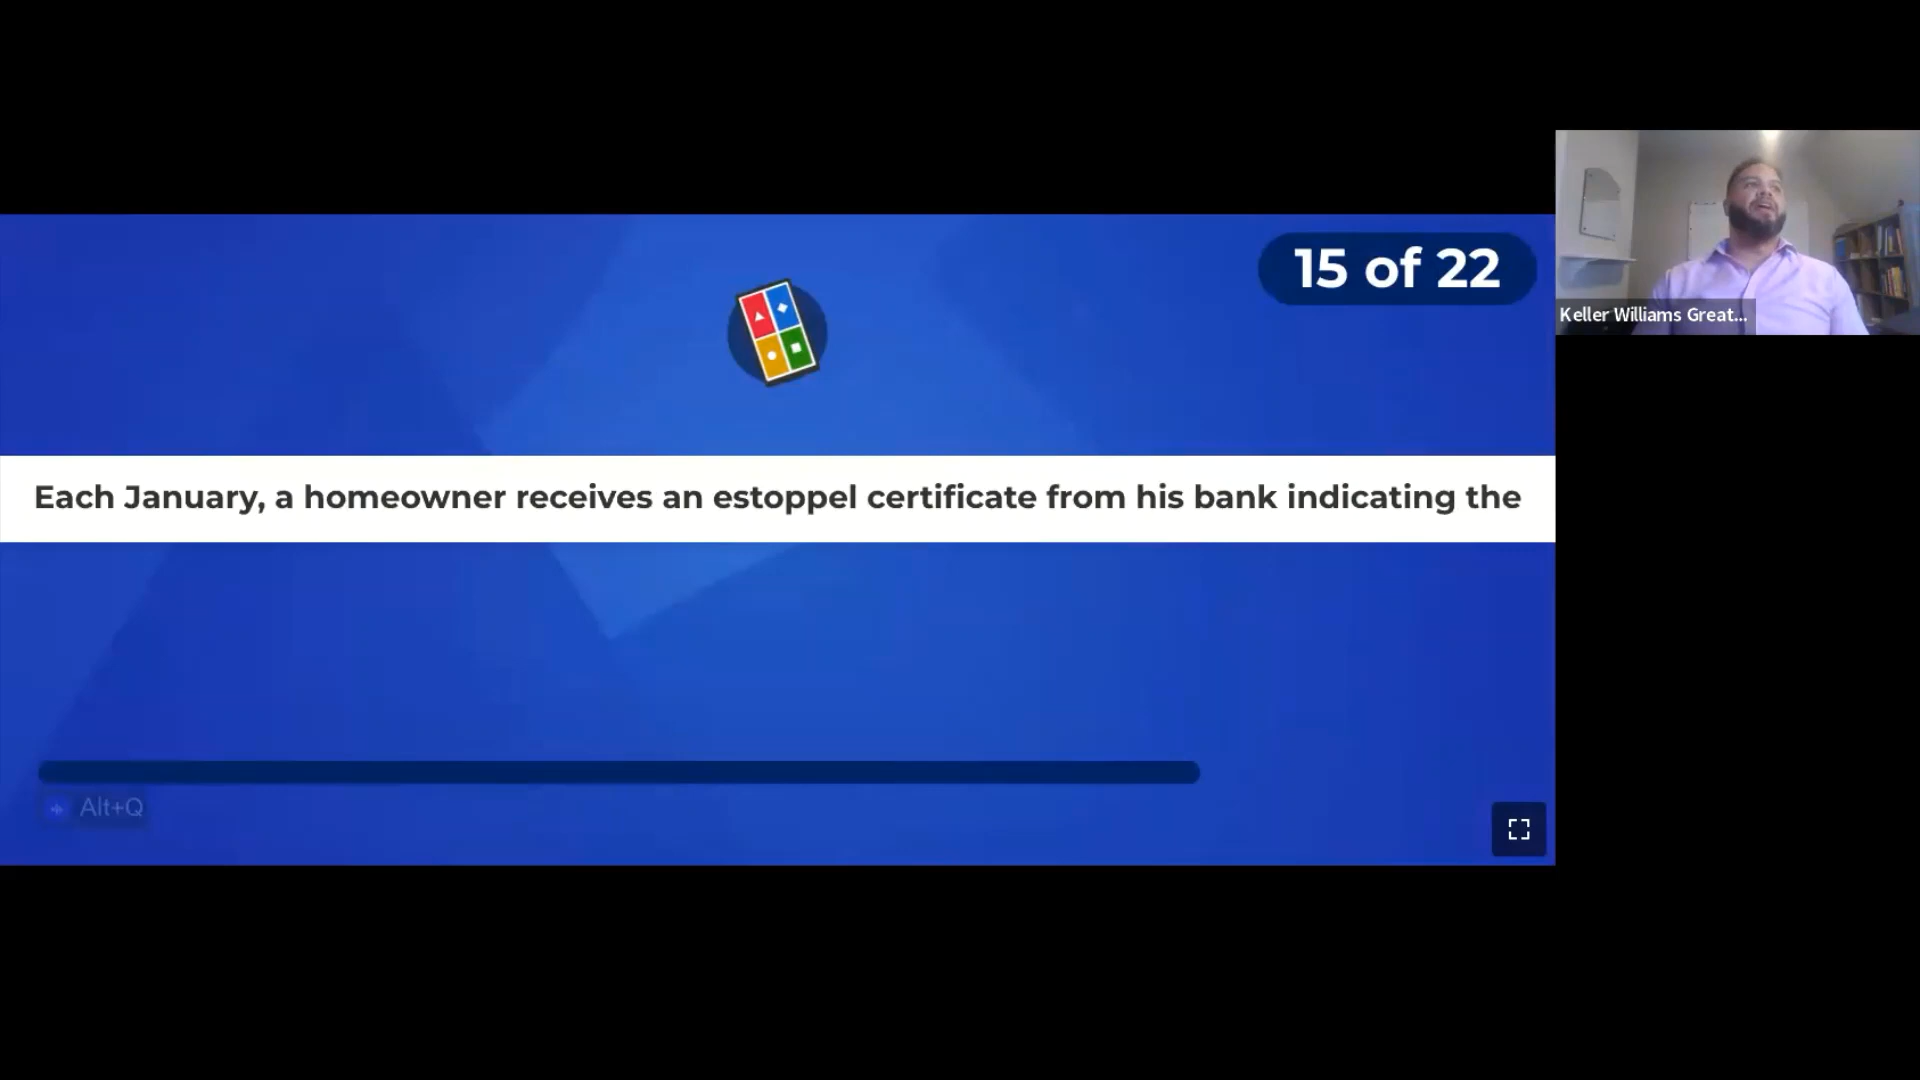 15 of 22
Keller Williams Great...
Each January, a homeowner receives an estoppel certificate from his bank indicating the
Alt+Q